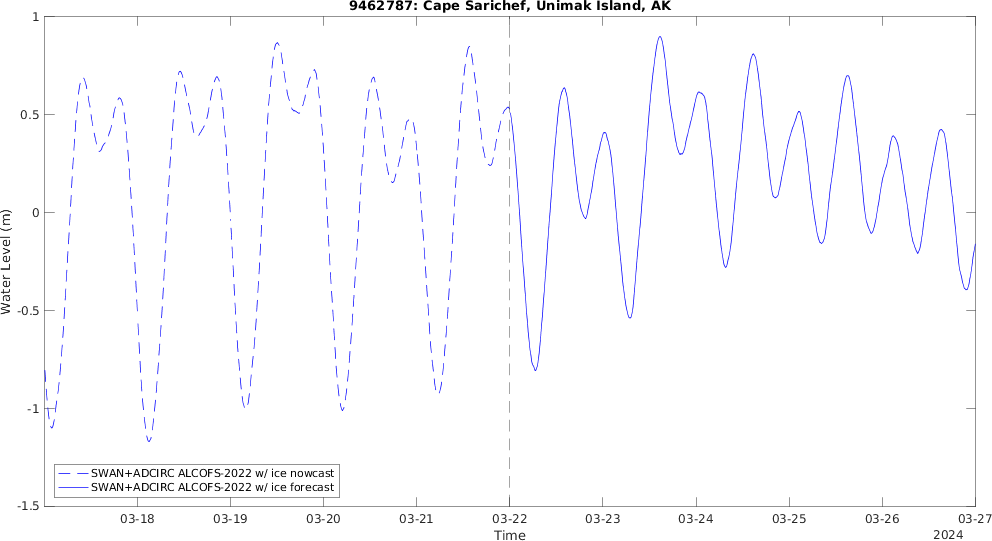 9462787: Cape Sarichef, Unimak Island, AK
Water Level (m)
1
0.5
0
-0.5
-1
-1.5
SWAN+ADCIRC ALCOFS-2022 w/ ice nowcast
SWAN+ADCIRC ALCOFS-2022 w/ ice forecast
03-18 03-19 03-20 03-21 03-22 03-23 03-24 03-25 03-26 03-27
Time
2024